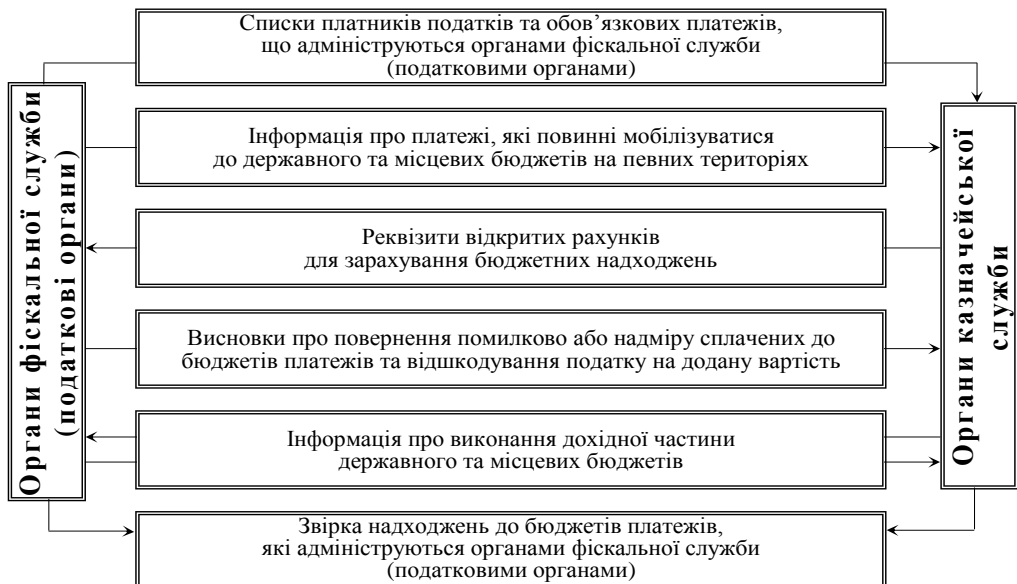 Списки платників податків та обов’язкових платежів,
що адмініструються органами фіскальної служби
(податковими органами)
Органи фіскальної служби
(податкові органи)
Інформація про платежі, які повинні мобілізуватися
до державного та місцевих бюджетів на певних територіях
Реквізити відкритих рахунків
для зарахування бюджетних надходжень
Висновки про повернення помилково або надміру сплачених до
бюджетів платежів та відшкодування податку на додану вартість
Інформація про виконання дохідної частини
державного та місцевих бюджетів
Органи казначейської
служби
Звірка надходжень до бюджетів платежів,
які адмініструються органами фіскальної служби
(податковими органами)